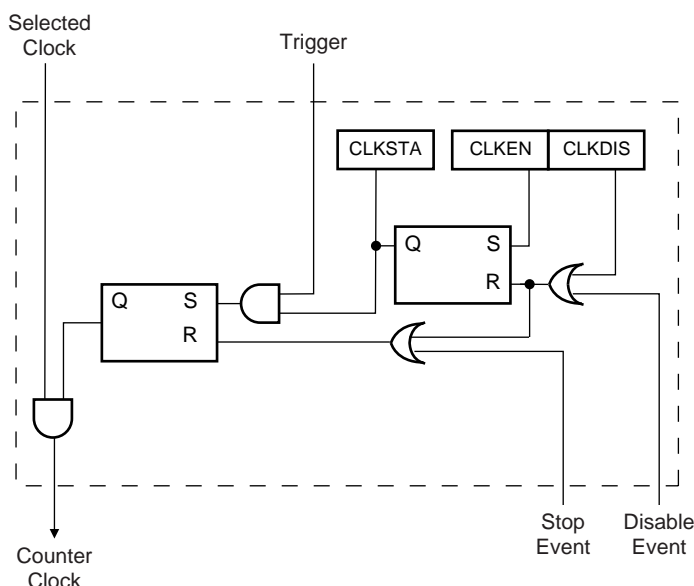 Selected
Clock
Trigger
CLKSTA
CLKEN
CLKDIS
Q
S
R
Q
S
R
Stop
Event
Disable
Event
Counter
Clock